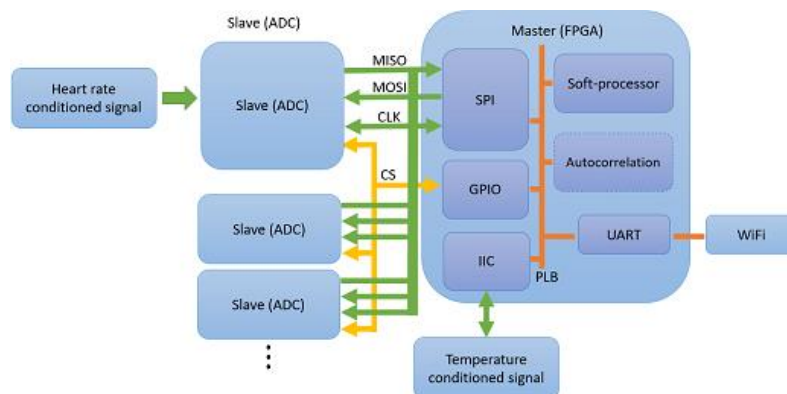 Slave (ADC)
Master (FPGA)
Heart rate
conditioned signal
Slave (ADC)
MISO
MOSI
CLK
CS
SPI
Soft-processor
Autocorrelation
GPIO
Slave (ADC)
UART
WiFi
IIC
PLB
Slave (ADC)
Temperature
conditioned signal